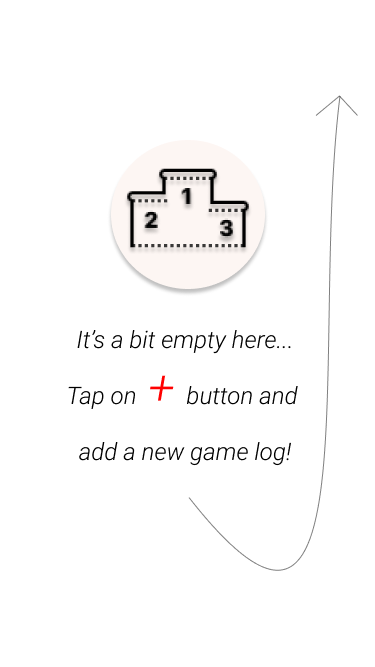 1
2
3
It’s a bit empty here...
Tap on + button and
add a new game log!